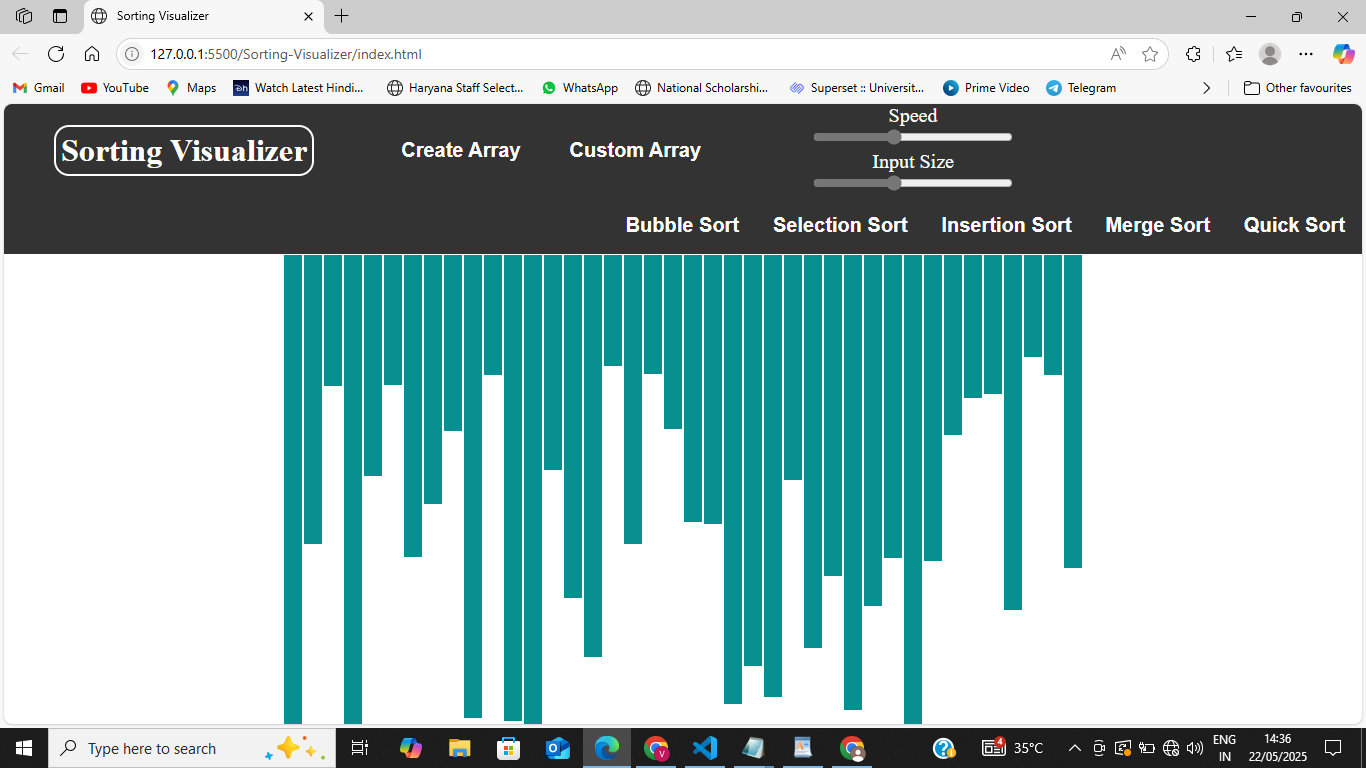 Sorting Visualizer
127.0.0.1:5500/Sorting-Visualizer/index.html
Gmail YouTube Maps Watch Latest Hindi... Haryana Staff Select... WhatsApp National Scholarshi... Superset :: Universit... Prime Video Telegram Other favourites
Speed
Sorting Visualizer Create Array Custom Array
Input Size
Bubble Sort Selection Sort Insertion Sort Merge Sort Quick Sort
Type here to search 4 35°C ENG IN 14:36 22/05/2025